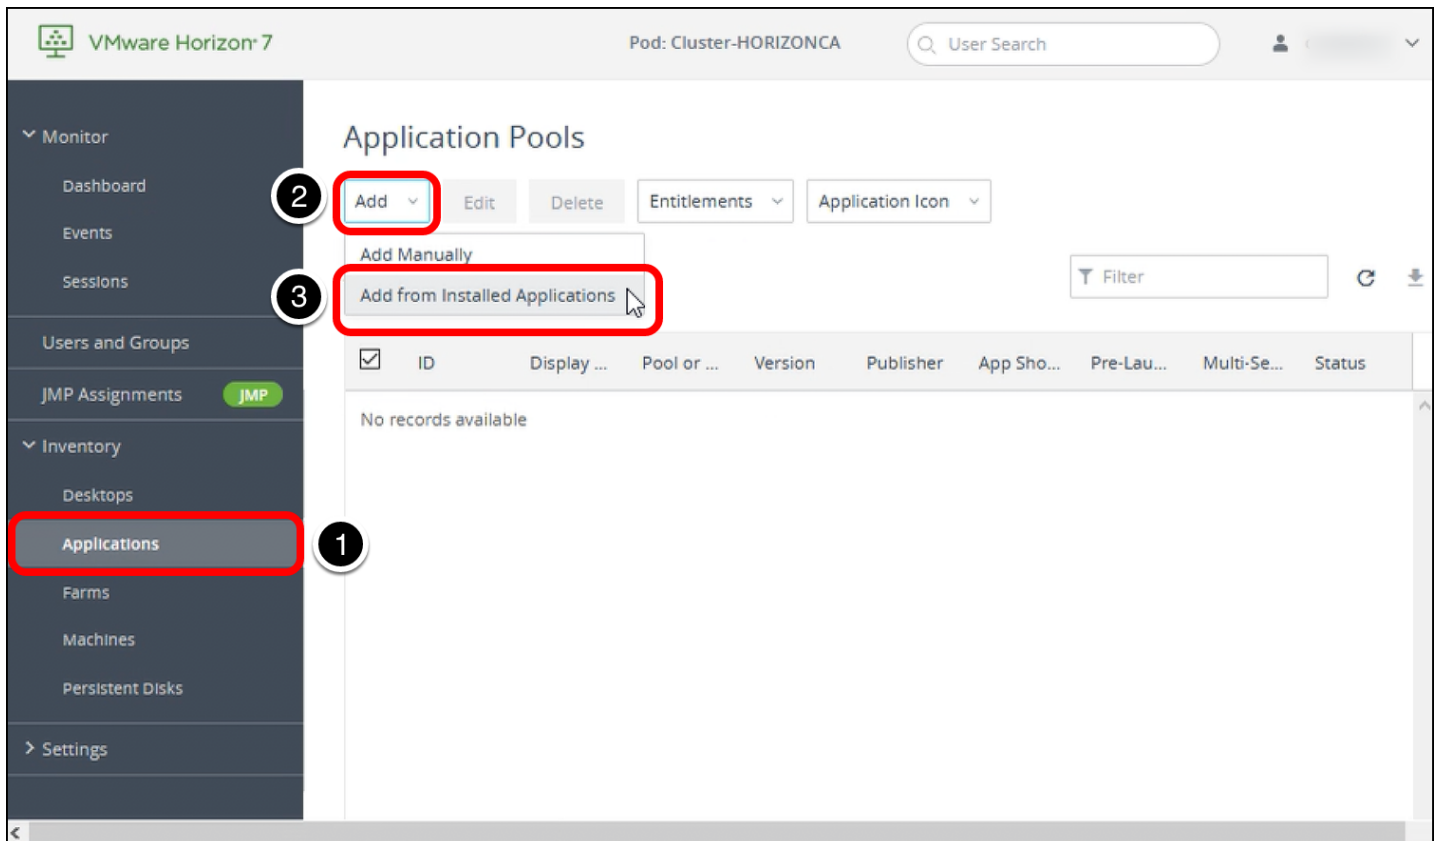 VMware Horizon® 7
Pod: Cluster-HORIZONCA
User Search
Monitor
Dashboard
Events
Sessions
Users and Groups
JMP Assignments
JMP
Inventory
Desktops
Applications
1
Farms
Machines
Persistent Disks
Settings
Application Pools
2
Add
Edit
Delete
Entitlements
Application Icon
Add Manually
3
Add from Installed Applications
Filter
ID
Display ...
Pool or ...
Version
Publisher
App Sho...
Pre-Lau...
Multi-Se...
Status
No records available